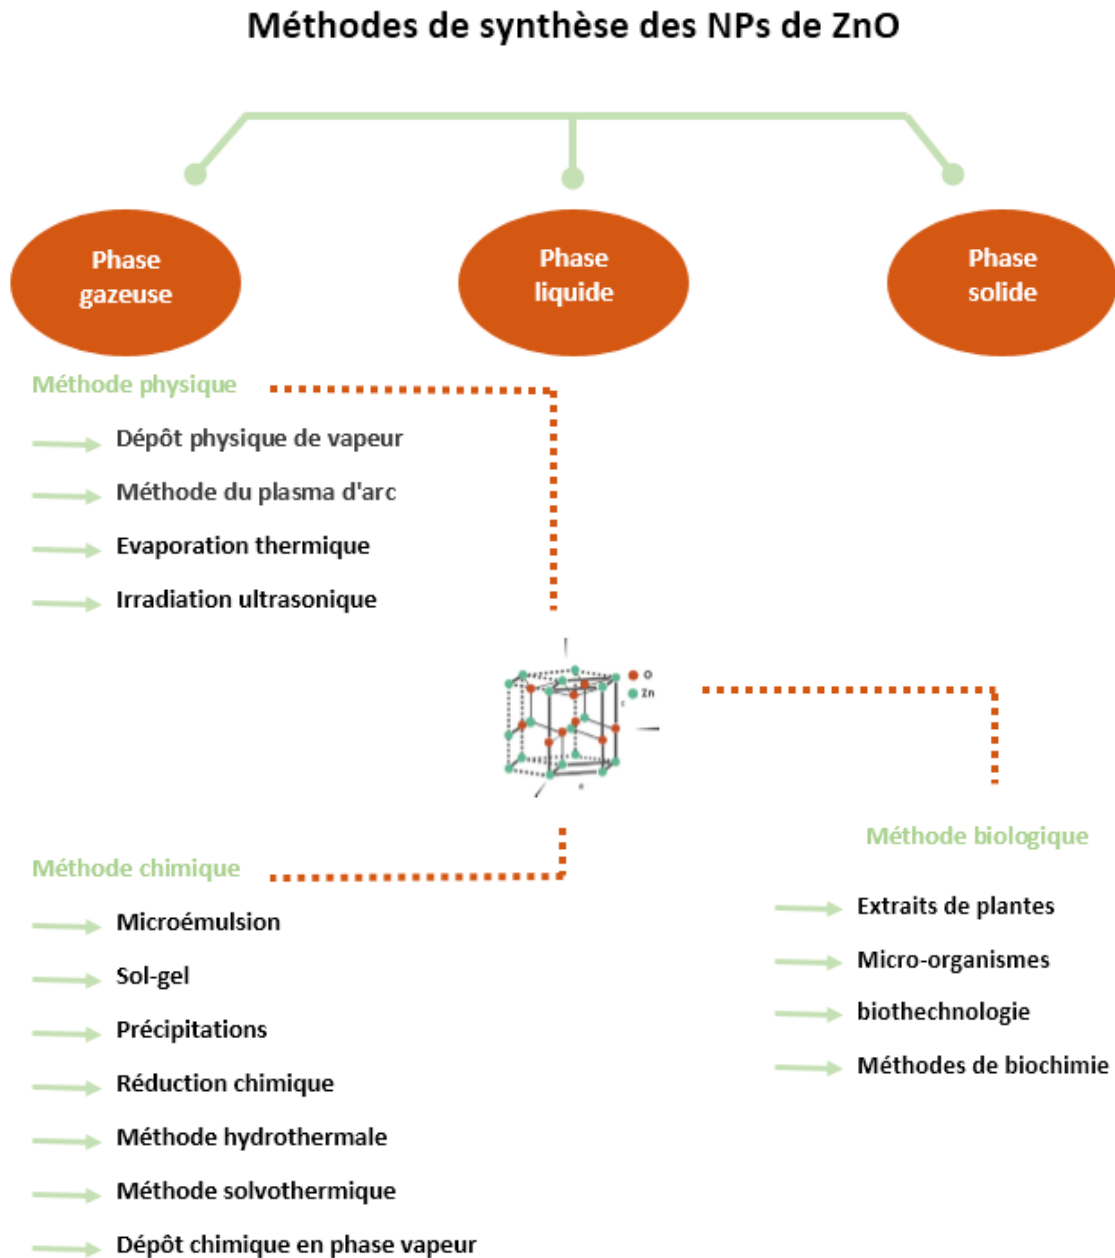 Méthodes de synthèse des NPs de ZnO
Phase
gazeuse
Phase
liquide
Phase
solide
Méthode physique
Dépôt physique de vapeur
Méthode du plasma d'arc
Evaporation thermique
Irradiation ultrasonique
O
Zn
c
Méthode chimique
Microémulsion
Sol-gel
Précipitations
Réduction chimique
Méthode hydrothermale
Méthode solvothermique
Dépôt chimique en phase vapeur
Méthode biologique
Extraits de plantes
Micro-organismes
biothechnologie
Méthodes de biochimie